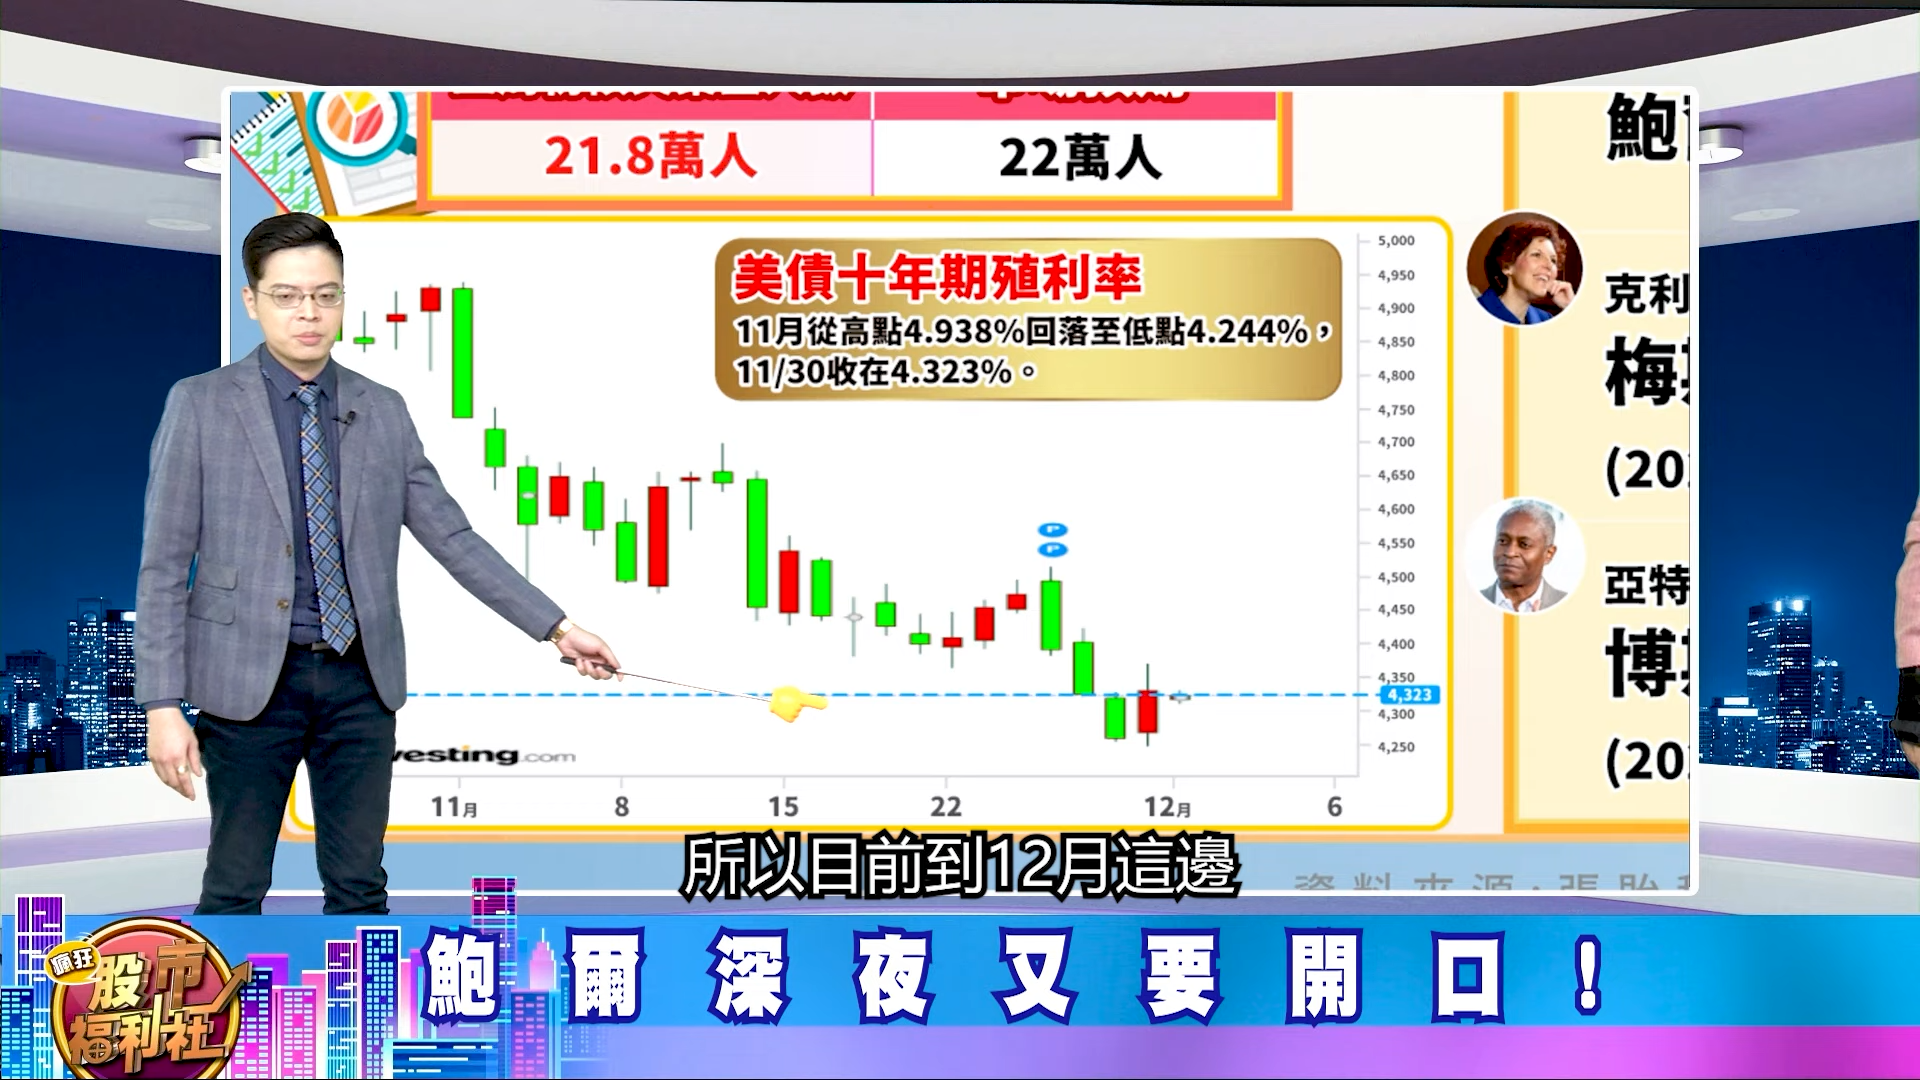 21.8萬人
22萬人
美債十年期殖利率
11月從高點4.938%回落至低點4.244%，
11/30收在4.323%。
5,000
4,950
4,900
4,850
4,800
4,750
4,700
4,650
4,600
4,550
4,500
4,450
4,400
4,350
4,323
4,300
4,250
P
P
vesting.com
11月
8
15
22
12月
6
鮑
克利
梅
(20
亞特
博
(20
所以目前到12月這邊
瘋狂
股市
福利社
鮑爾深夜又要開口！